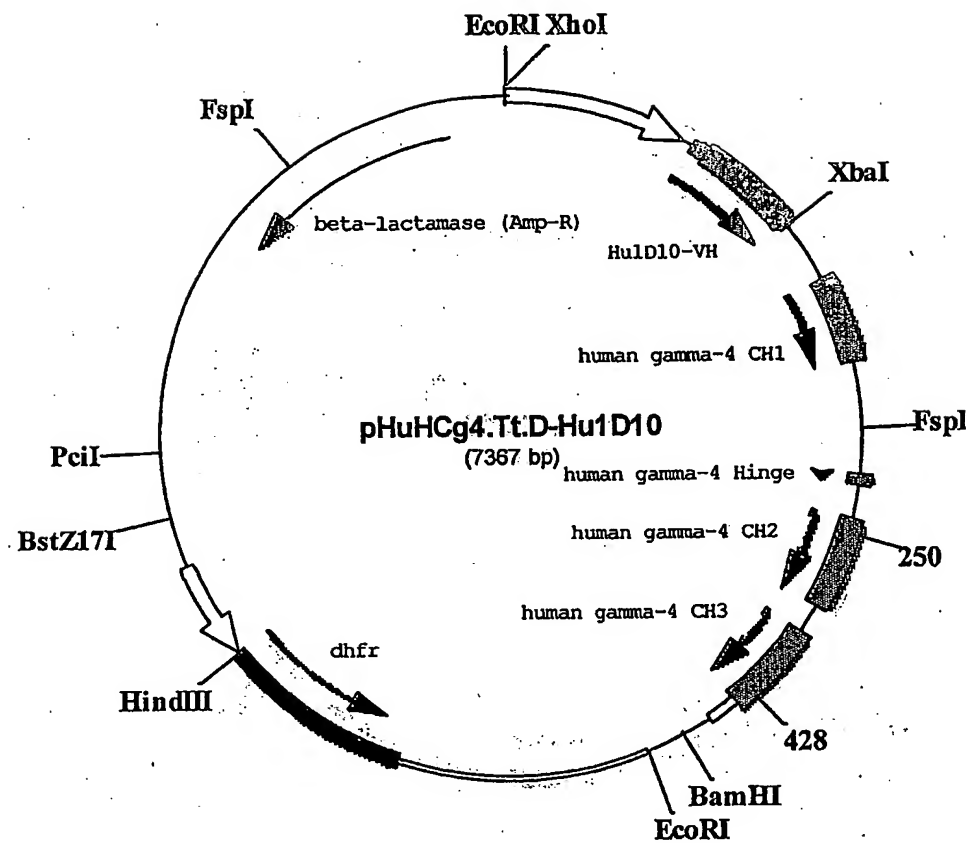 EcoRI XhoI
FspI
XbaI
beta-lactamase (Amp-R)
Hu1D10-VH
human gamma-4 CH1
pHuHCg4.Tt.D-Hu1D10
(7367 bp)
FspI
PciI
human gamma-4 Hinge
BstZ17I
human gamma-4 CH2
250
human gamma-4 CH3
dhfr
HindIII
428
BamHI
EcoRI